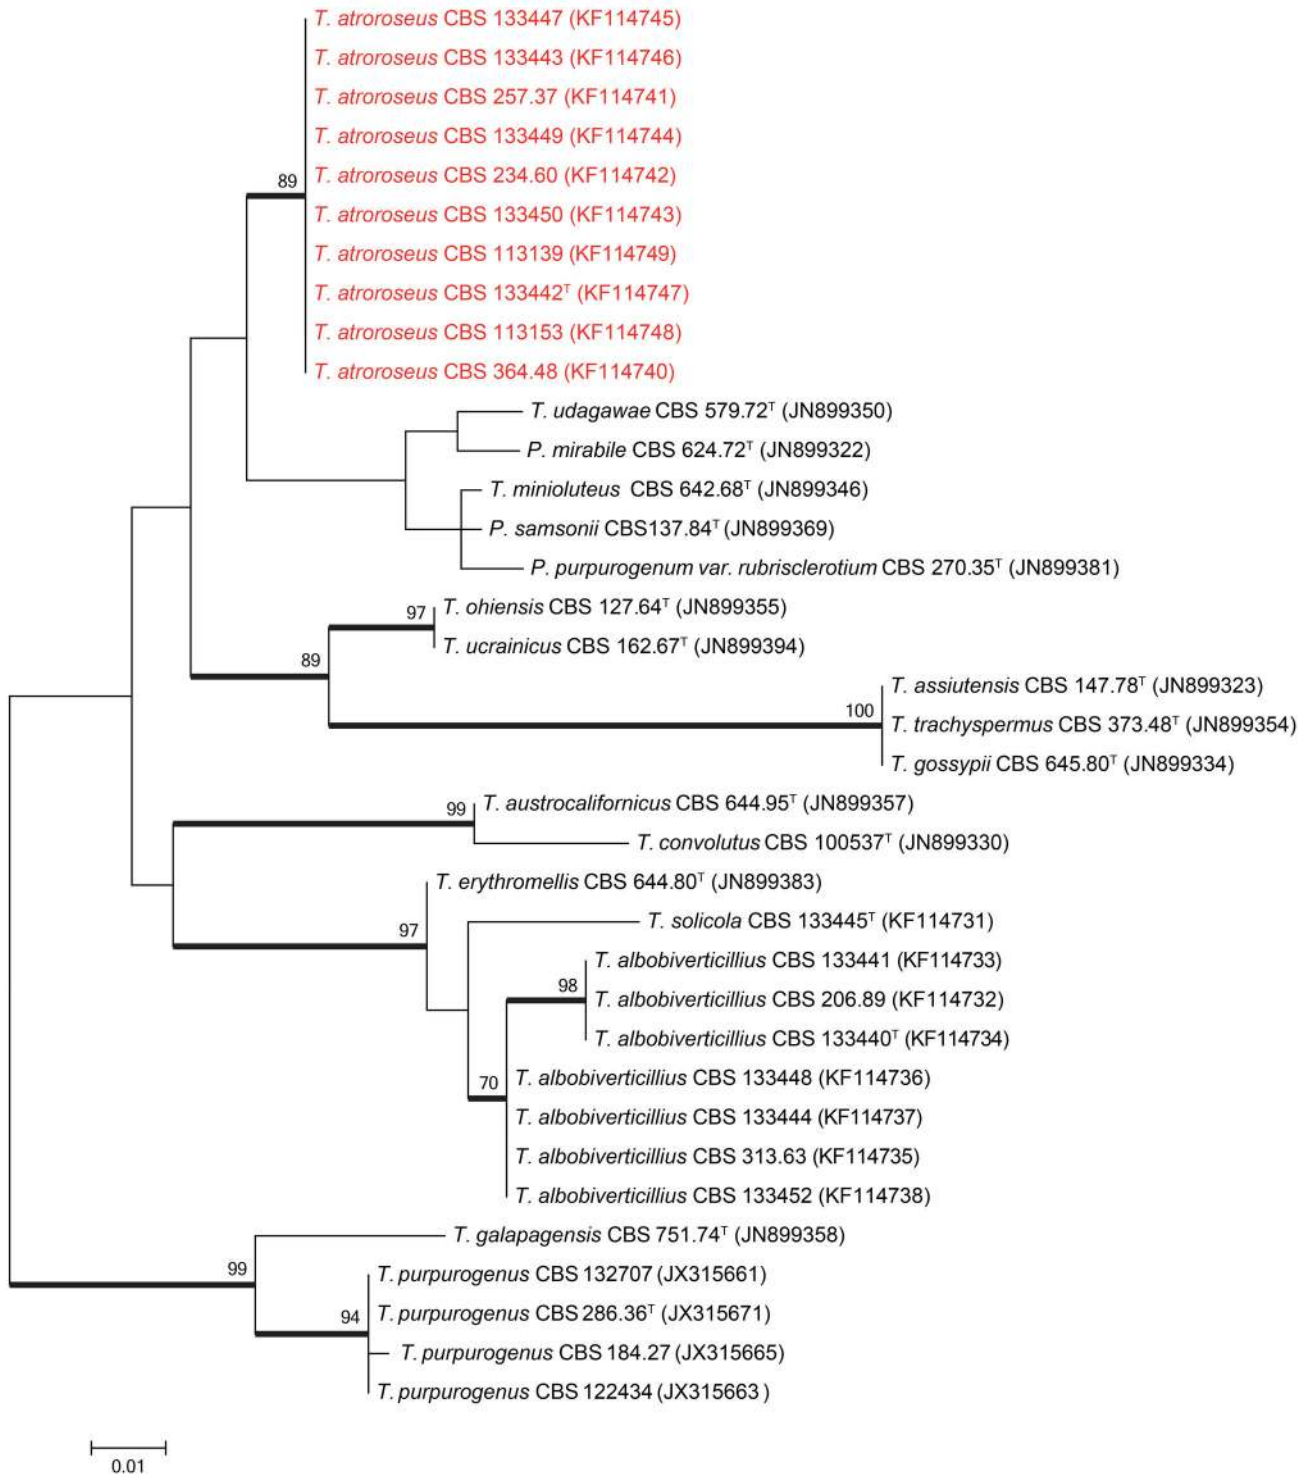 T. atroroseus CBS 133447 (KF114745)
T. atroroseus CBS 133443 (KF114746)
T. atroroseus CBS 257.37 (KF114741)
T. atroroseus CBS 133449 (KF114744)
T. atroroseus CBS 234.60 (KF114742)
89
T. atroroseus CBS 133450 (KF114743)
T. atroroseus CBS 113139 (KF114749)
T. atroroseus CBS 133442ᵀ (KF114747)
T. atroroseus CBS 113153 (KF114748)
T. atroroseus CBS 364.48 (KF114740)
T. udagawae CBS 579.72ᵀ (JN899350)
P. mirabile CBS 624.72ᵀ (JN899322)
T. minioluteus CBS 642.68ᵀ (JN899346)
P. samsonii CBS137.84ᵀ (JN899369)
P. purpurogenum var. rubrisclerotium CBS 270.35ᵀ (JN899381)
97 T. ohiensis CBS 127.64ᵀ (JN899355)
T. ucrainicus CBS 162.67ᵀ (JN899394)
89
T. assiutensis CBS 147.78ᵀ (JN899323)
100 T. trachyspermus CBS 373.48ᵀ (JN899354)
T. gossypii CBS 645.80ᵀ (JN899334)
99 T. austrocalifornicus CBS 644.95ᵀ (JN899357)
T. convolutus CBS 100537ᵀ (JN899330)
T. erythromellis CBS 644.80ᵀ (JN899383)
T. solicola CBS 133445ᵀ (KF114731)
97
T. albobiverticillius CBS 133441 (KF114733)
98
T. albobiverticillius CBS 206.89 (KF114732)
T. albobiverticillius CBS 133440ᵀ (KF114734)
70 T. albobiverticillius CBS 133448 (KF114736)
T. albobiverticillius CBS 133444 (KF114737)
T. albobiverticillius CBS 313.63 (KF114735)
T. albobiverticillius CBS 133452 (KF114738)
T. galapagensis CBS 751.74ᵀ (JN899358)
99 T. purpurogenus CBS 132707 (JX315661)
94 T. purpurogenus CBS 286.36ᵀ (JX315671)
T. purpurogenus CBS 184.27 (JX315665)
T. purpurogenus CBS 122434 (JX315663 )
0.01